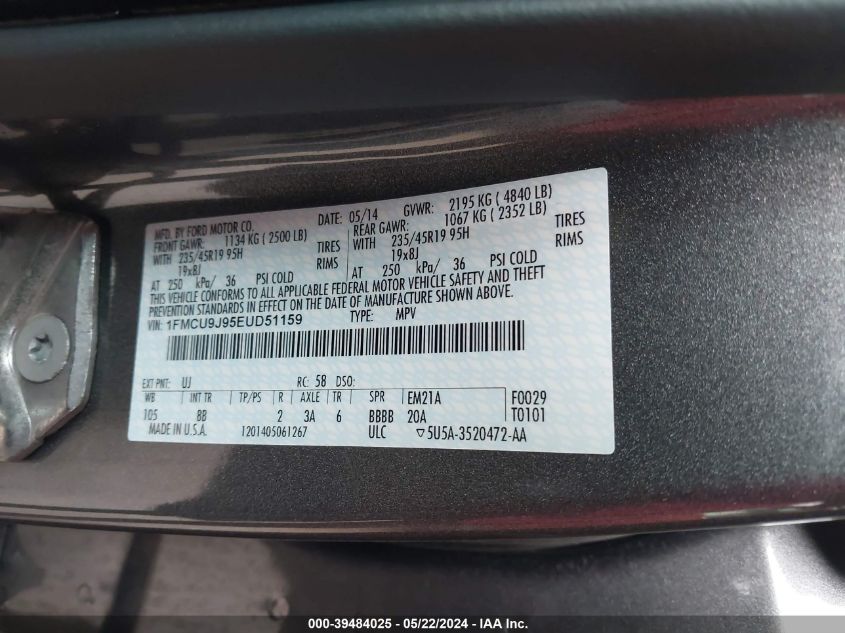 MFD. BY FORD MOTOR CO. DATE: 05/14 GVWR: 2195 KG ( 4840 LB)
FRONT GAWR: 1134 KG ( 2500 LB) REAR GAWR: 1067 KG ( 2352 LB)
WITH 235/45R19 95H TIRES WITH 235/45R19 95H TIRES
19x8J RIMS 19x8J RIMS
AT 250 kPa/ 36 PSI COLD AT 250 kPa/ 36 PSI COLD
THIS VEHICLE CONFORMS TO ALL APPLICABLE FEDERAL MOTOR VEHICLE SAFETY AND THEFT
PREVENTION STANDARDS IN EFFECT ON THE DATE OF MANUFACTURE SHOWN ABOVE.
VIN: 1FMCU9J95EUD51159 TYPE: MPV
EXT PNT: UJ RC: 58 DSO:
WB INT TR TP/PS R AXLE TR SPR EM21A F0029
105 BB 2 3A 6 BBBB 20A T0101
MADE IN U.S.A. 1201405061267 ULC ▽5U5A-3520472-AA
000-39484025 - 05/22/2024 - IAA Inc.